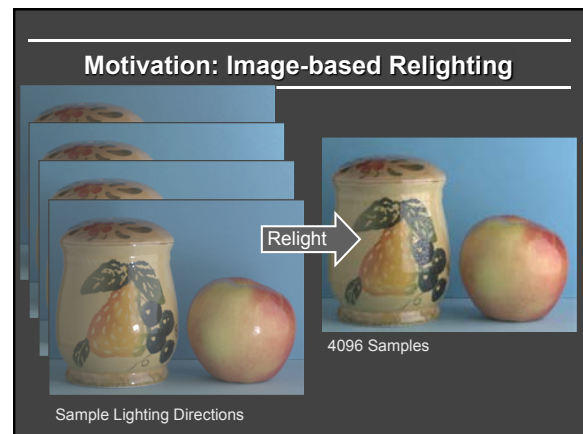 Motivation: Image-based Relighting
Relight
4096 Samples
Sample Lighting Directions